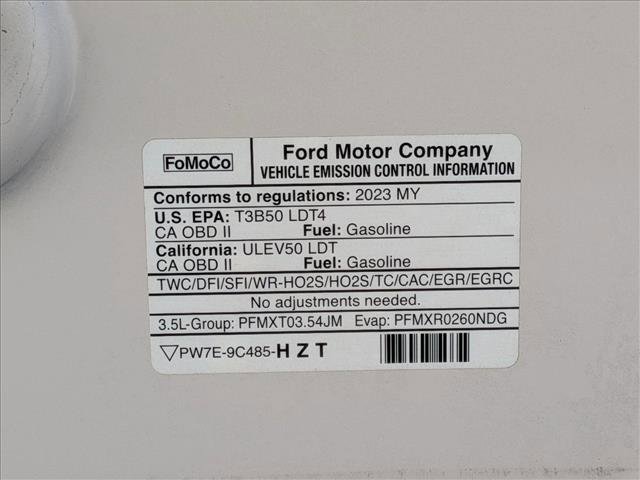 FoMoCo
Ford Motor Company
VEHICLE EMISSION CONTROL INFORMATION
Conforms to regulations: 2023 MY
U.S. EPA: T3B50 LDT4
CA OBD II Fuel: Gasoline
California: ULEV50 LDT
CA OBD II Fuel: Gasoline
TWC/DFI/SFI/WR-HO2S/HO2S/TC/CAC/EGR/EGRC
No adjustments needed.
3.5L-Group: PFMXT03.54JM Evap: PFMXR0260NDG
▽PW7E-9C485-H Z T